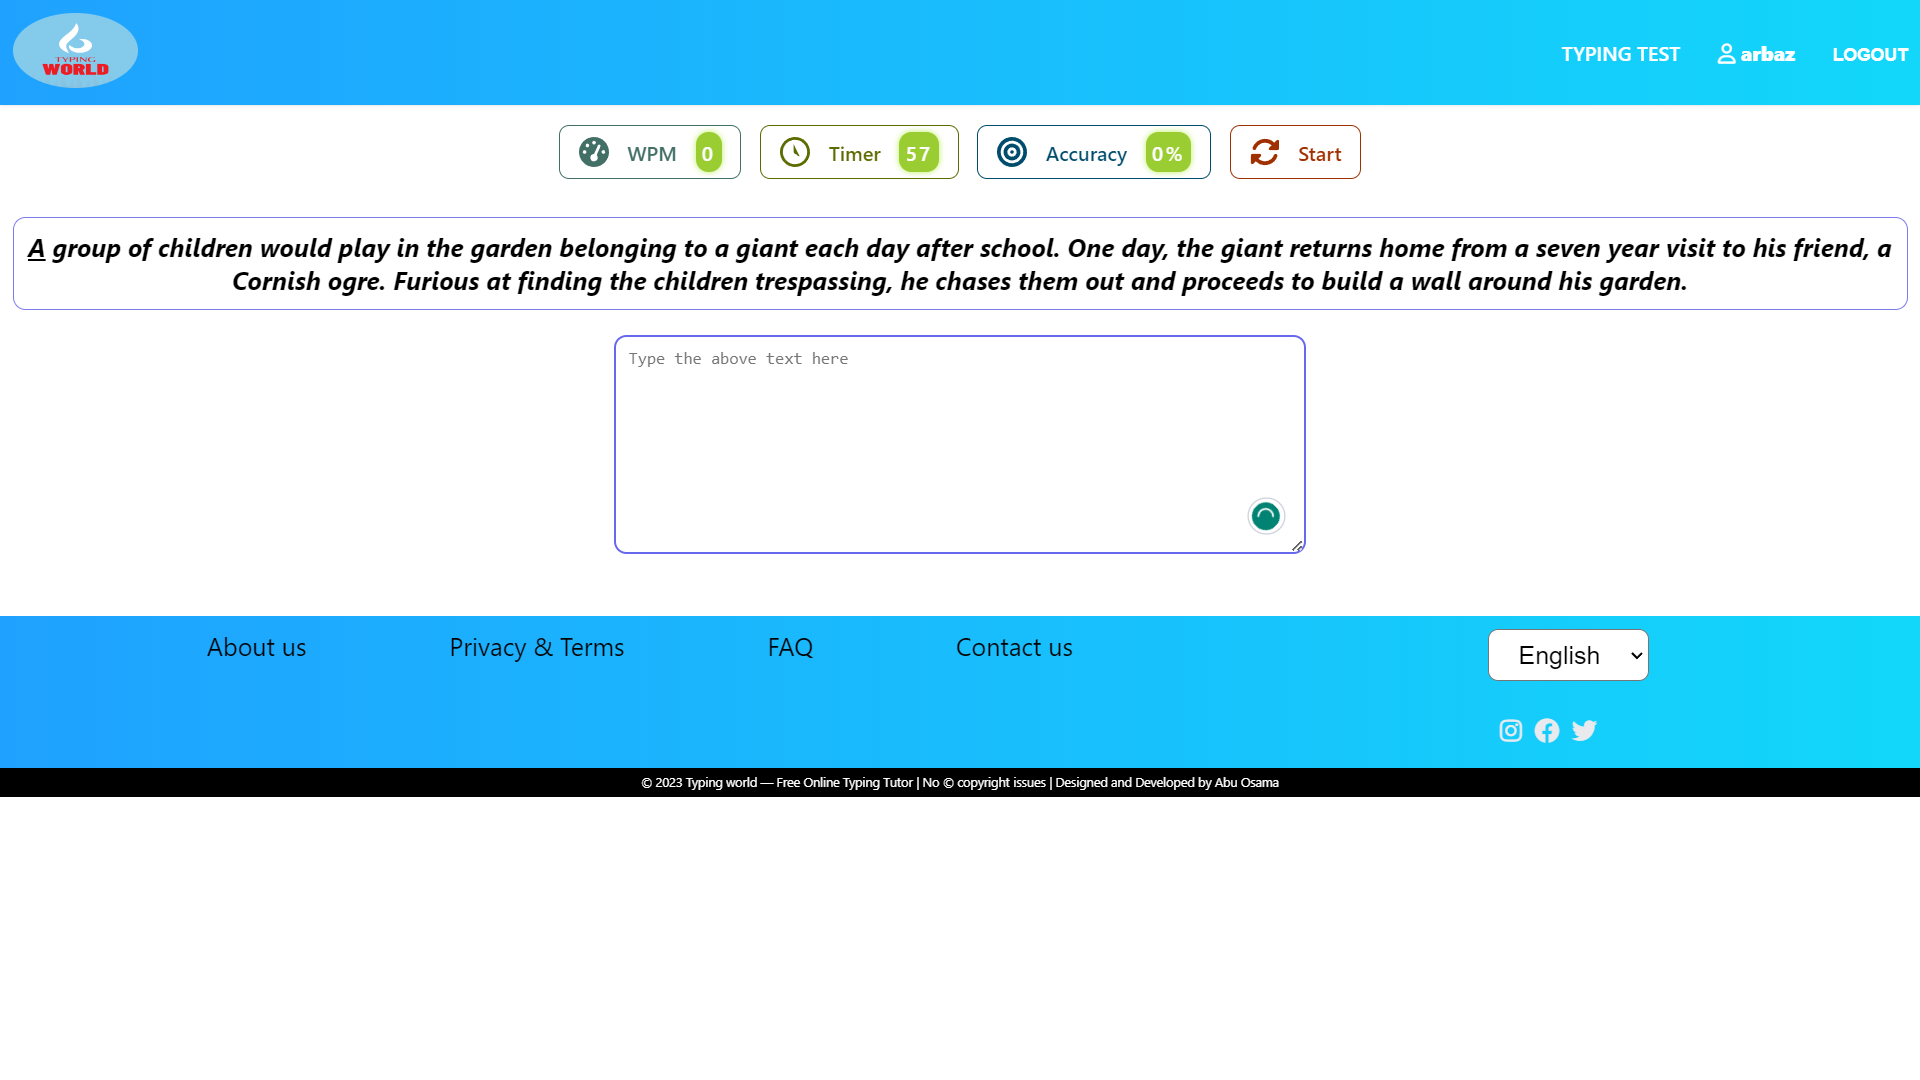 TYPING
WORLD
TYPING TEST
arbaz
LOGOUT
WPM 0
Timer 57
Accuracy 0%
Start
A group of children would play in the garden belonging to a giant each day after school. One day, the giant returns home from a seven year visit to his friend, a
Cornish ogre. Furious at finding the children trespassing, he chases them out and proceeds to build a wall around his garden.
Type the above text here
About us
Privacy & Terms
FAQ
Contact us
English
© 2023 Typing world — Free Online Typing Tutor | No © copyright issues | Designed and Developed by Abu Osama